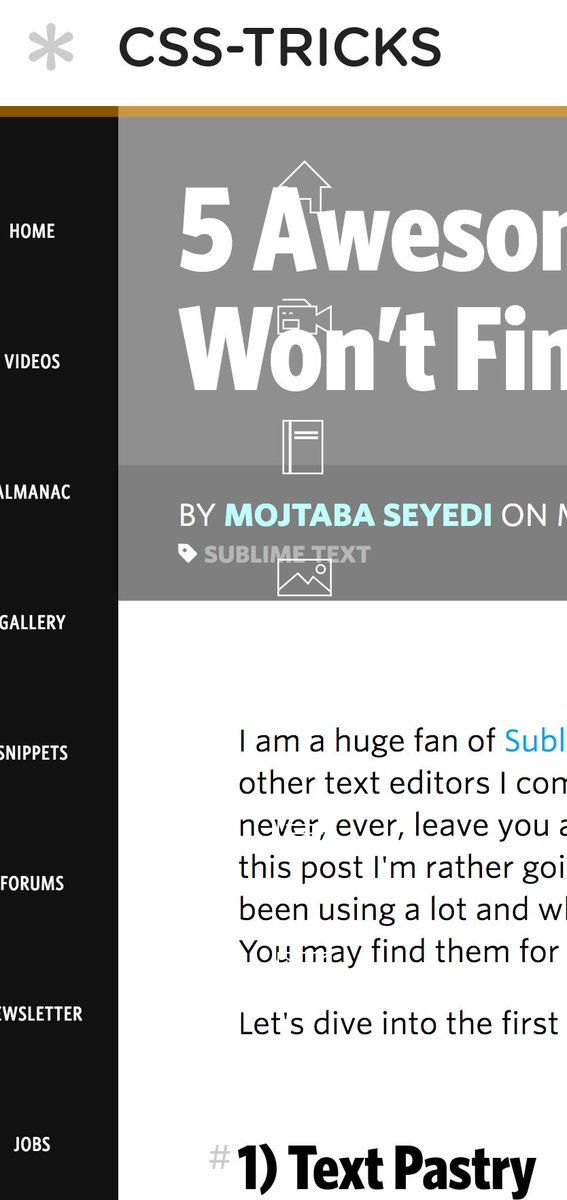 CSS-TRICKS
HOME
VIDEOS
ALMANAC
GALLERY
SNIPPETS
FORUMS
EWSLETTER
JOBS
5 Awesor
Won't Fin
BY MOJTABA SEYEDI ON M
SUBLIME TEXT
I am a huge fan of Subl
other text editors I com
never, ever, leave you a
this post I'm rather goi
been using a lot and wh
You may find them for
Let's dive into the first
# 1) Text Pastry